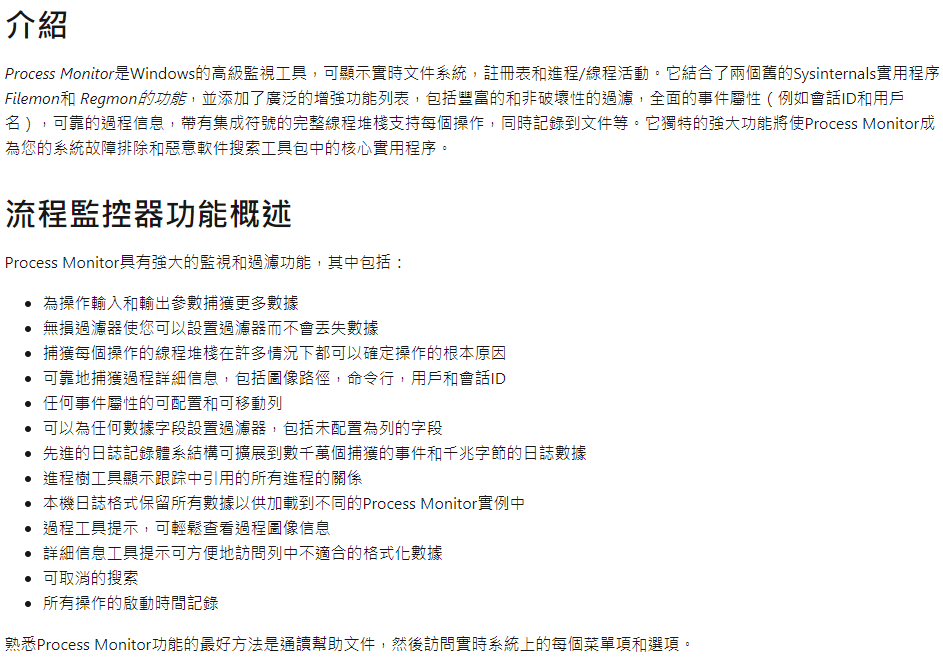 介紹
Process Monitor是Windows的高級監視工具，可顯示實時文件系統，註冊表和進程/線程活動。它結合了兩個舊的Sysinternals實用程序
Filemon和 Regmon的功能，並添加了廣泛的增強功能列表，包括豐富的和非破壞性的過濾，全面的事件屬性（例如會話ID和用戶
名），可靠的過程信息，帶有集成符號的完整線程堆棧支持每個操作，同時記錄到文件等。它獨特的強大功能將使Process Monitor成
為您的系統故障排除和惡意軟件搜索工具包中的核心實用程序。
流程監控器功能概述
Process Monitor具有強大的監視和過濾功能，其中包括：
• 為操作輸入和輸出參數捕獲更多數據
• 無損過濾器使您可以設置過濾器而不會丟失數據
• 捕獲每個操作的線程堆棧在許多情況下都可以確定操作的根本原因
• 可靠地捕獲過程詳細信息，包括圖像路徑，命令行，用戶和會話ID
• 任何事件屬性的可配置和可移動列
• 可以為任何數據字段設置過濾器，包括未配置為列的字段
• 先進的日誌記錄體系結構可擴展到數千萬個捕獲的事件和千兆字節的日誌數據
• 進程樹工具顯示跟踪中引用的所有進程的關係
• 本機日誌格式保留所有數據以供加載到不同的Process Monitor實例中
• 過程工具提示，可輕鬆查看過程圖像信息
• 詳細信息工具提示可方便地訪問列中不適合的格式化數據
• 可取消的搜索
• 所有操作的啟動時間記錄
熟悉Process Monitor功能的最好方法是通讀幫助文件，然後訪問實時系統上的每個菜單項和選項。